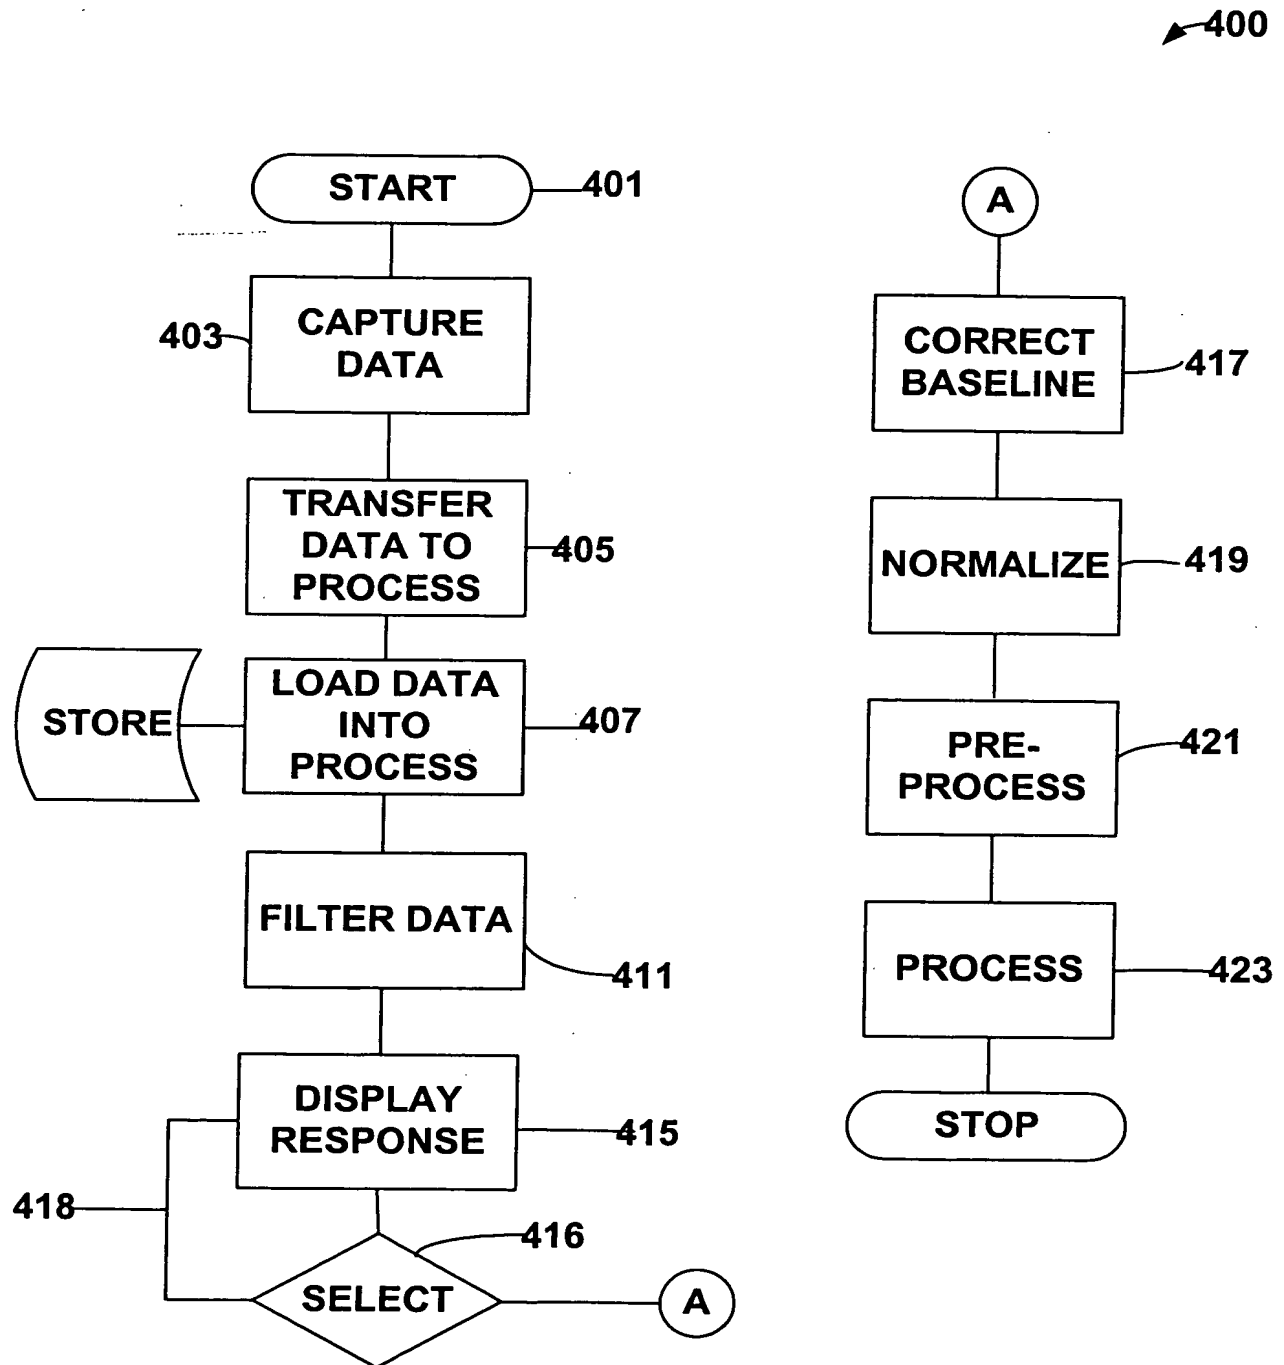 400
START
401
CAPTURE
DATA
403
TRANSFER
DATA TO
PROCESS
405
STORE
LOAD DATA
INTO
PROCESS
407
FILTER DATA
411
DISPLAY
RESPONSE
415
418
416
SELECT
A
A
CORRECT
BASELINE
417
NORMALIZE
419
PRE-
PROCESS
421
PROCESS
423
STOP